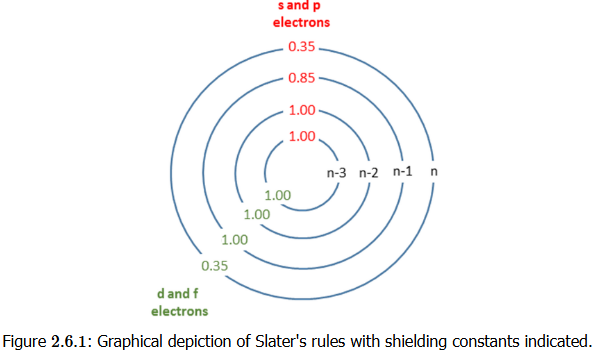 s and p
electrons
0.35
0.85
1.00
1.00
n-3 n-2 n-1 n
1.00
1.00
1.00
0.35
d and f
electrons
Figure 2.6.1: Graphical depiction of Slater's rules with shielding constants indicated.